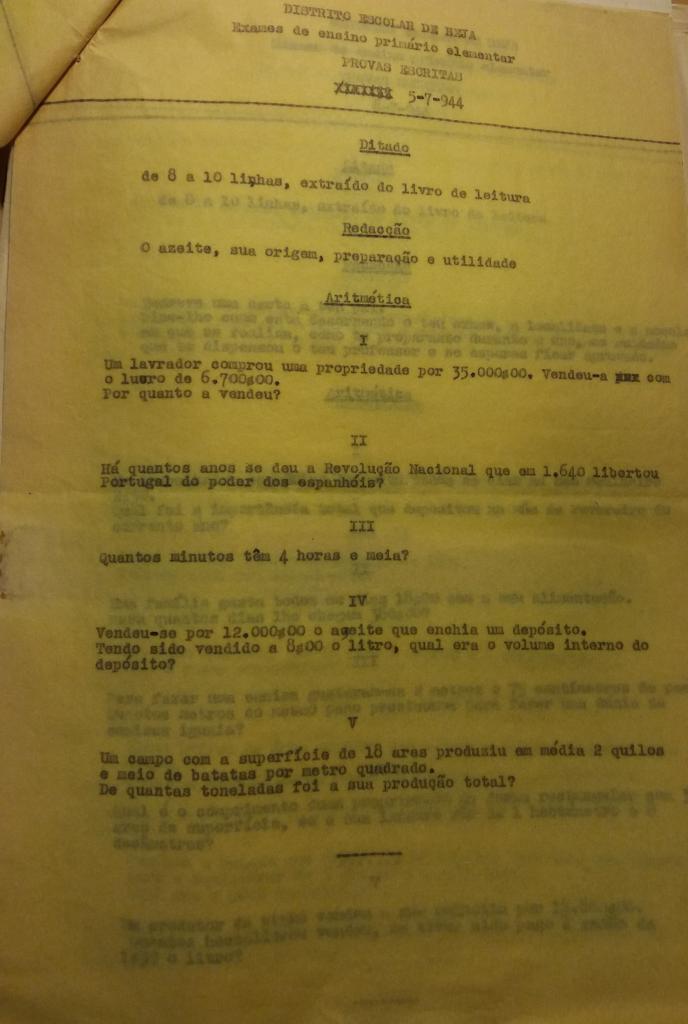 DISTRITO ESCOLAR DE BEJA
Exames de ensino primário elementar
PROVAS ESCRITAS
5-7-944
Ditado
de 8 a 10 linhas, extraído do livro de leitura
Redacção
O azeite, sua origem, preparação e utilidade
Aritmética
I
Um lavrador comprou uma propriedade por 35.000$00. Vendeu-a com
o lucro de 6.700$00.
Por quanto a vendeu?
II
Há quantos anos se deu a Revolução Nacional que em 1.640 libertou
Portugal do poder dos espanhóis?
III
Quantos minutos têm 4 horas e meia?
IV
Vendeu-se por 12.000$00 o azeite que enchia um depósito.
Tendo sido vendido a 8$00 o litro, qual era o volume interno do
depósito?
V
Um campo com a superfície de 18 ares produziu em média 2 quilos
e meio de batatas por metro quadrado.
De quantas toneladas foi a sua produção total?